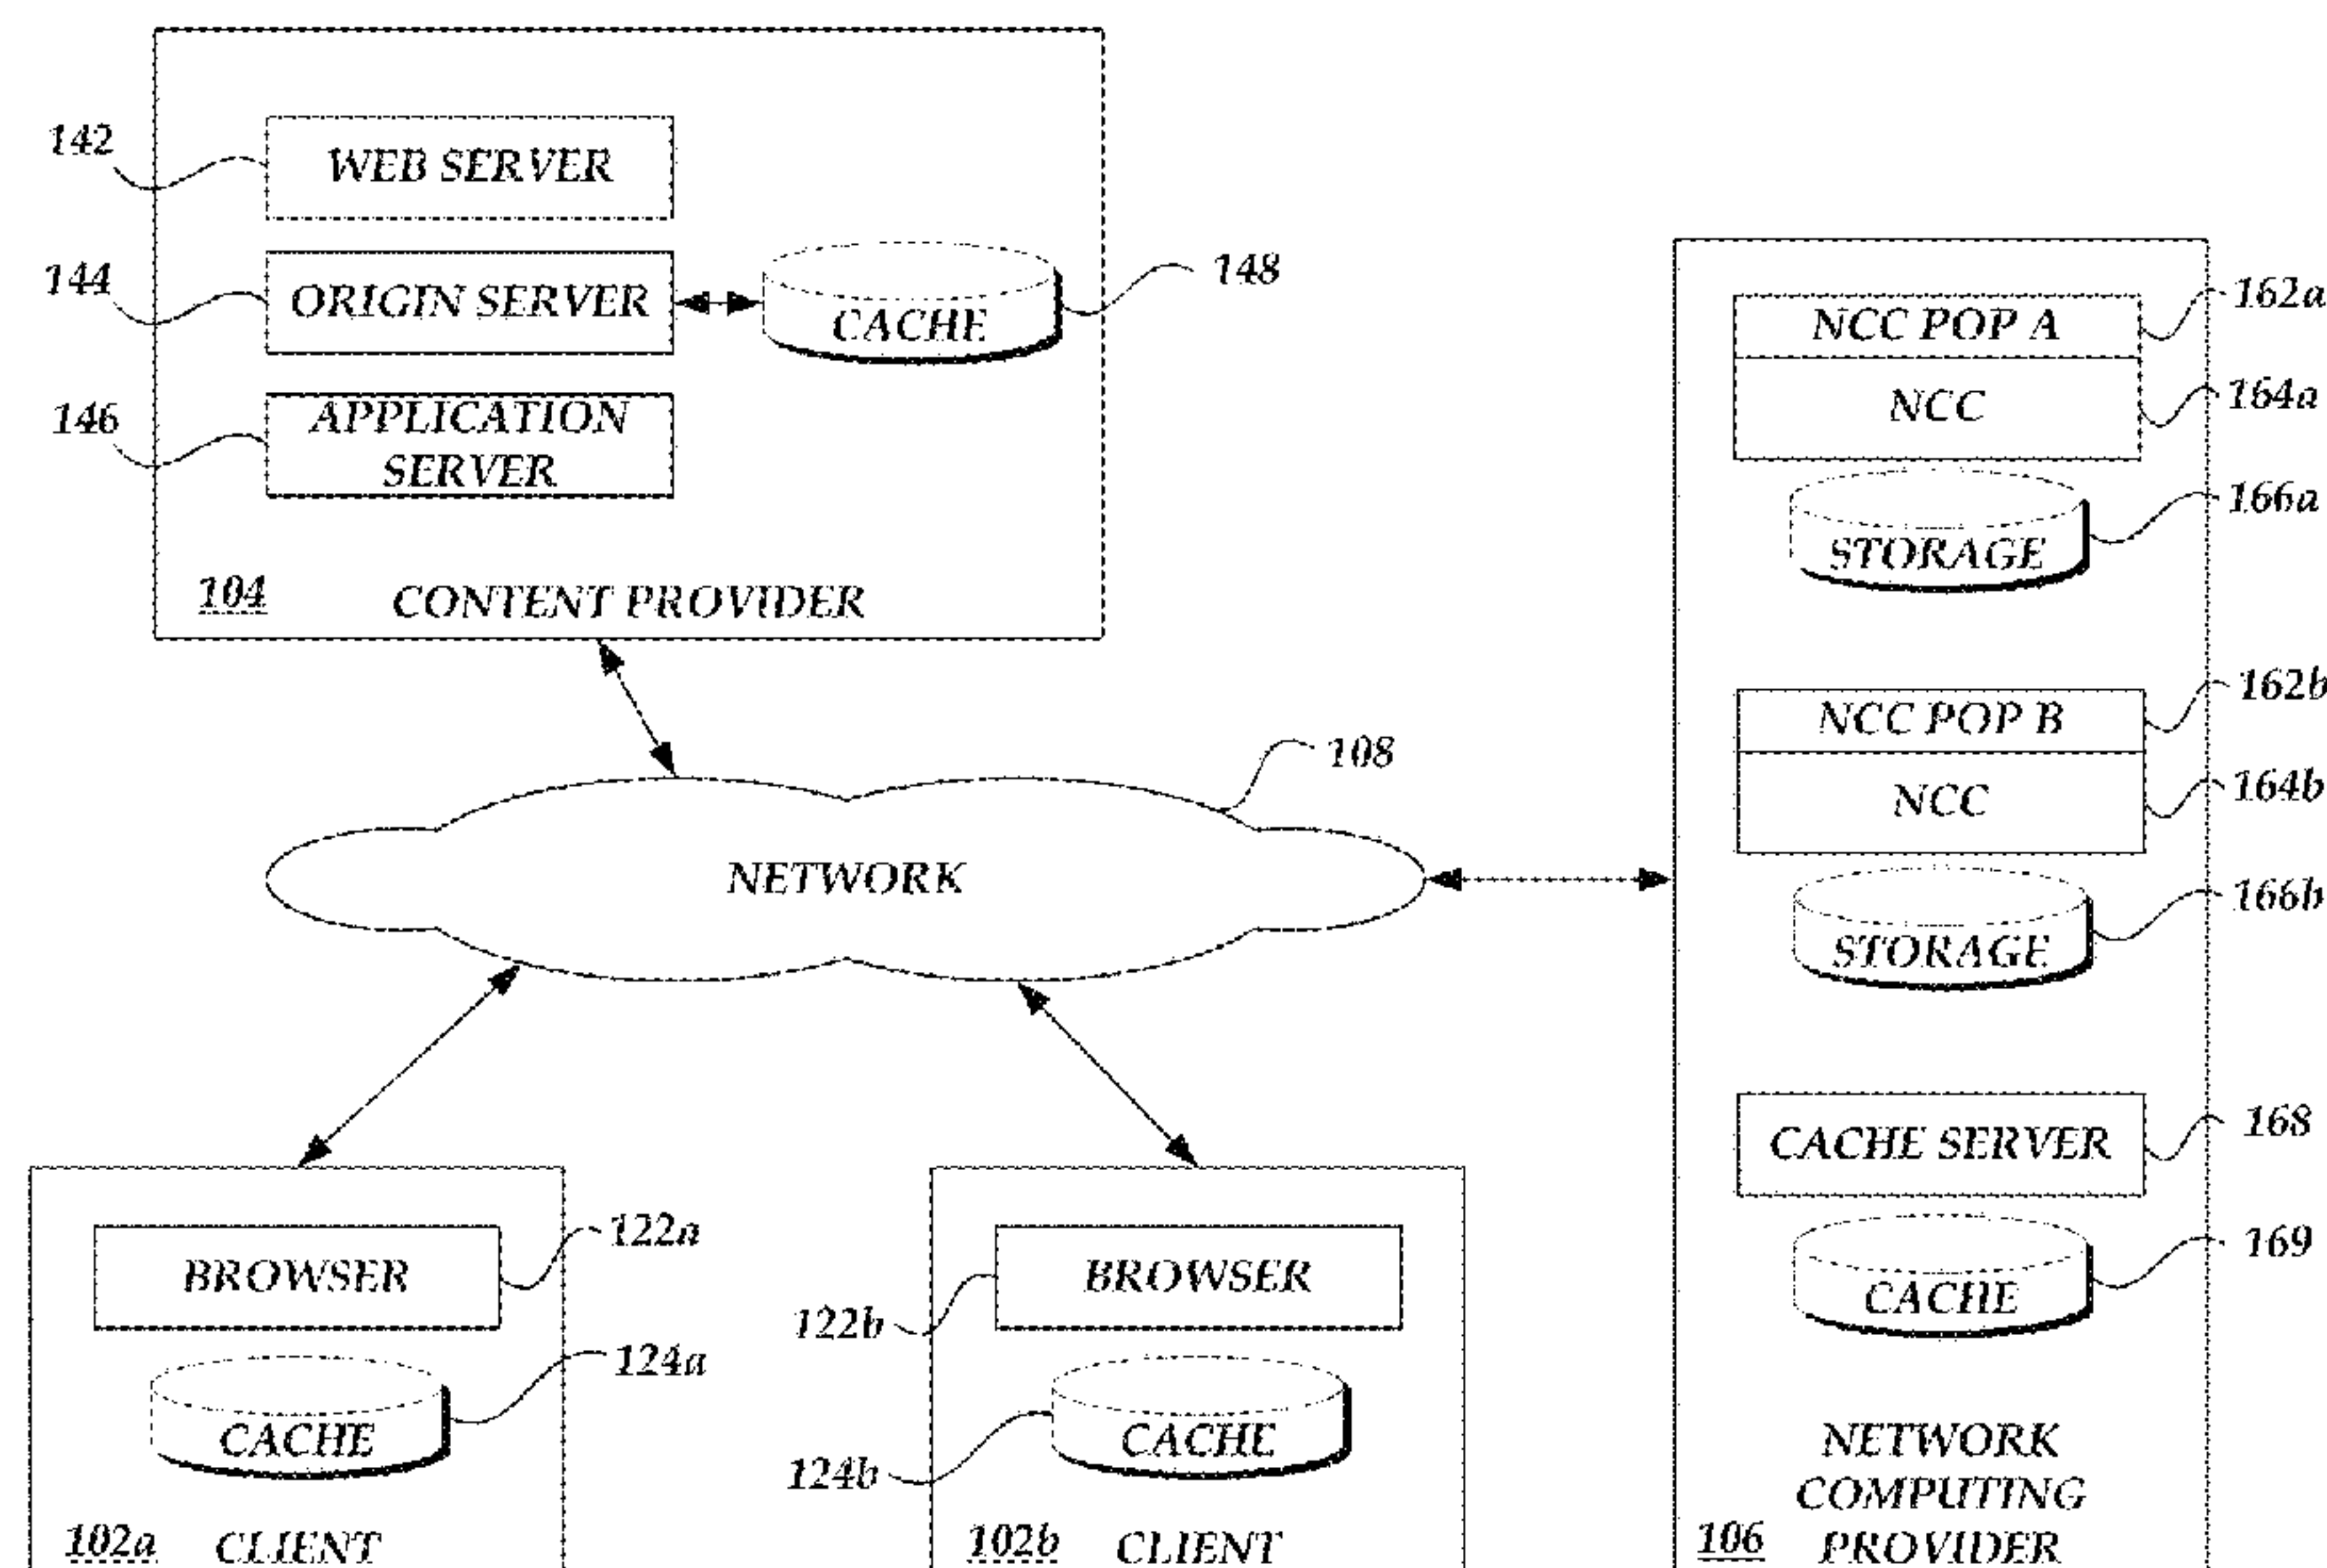 142
WEB SERVER
144
ORIGIN SERVER
CACHE
148
146
APPLICATION
SERVER
104
CONTENT PROVIDER
NCC POP A
162a
NCC
164a
STORAGE
166a
NCC POP B
162b
NCC
164b
STORAGE
166b
CACHE SERVER
168
CACHE
169
NETWORK
COMPUTING
106 PROVIDER
108
NETWORK
BROWSER
122a
CACHE
124a
102a CLIENT
BROWSER
122b
CACHE
124b
102b CLIENT